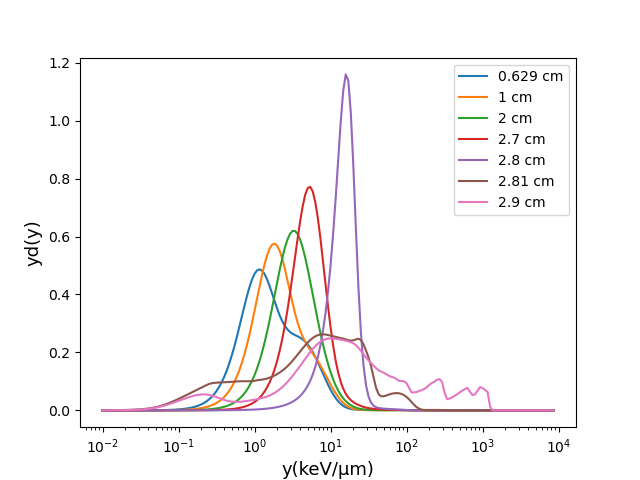 1.2
1.0
0.8
0.6
0.4
0.2
0.0
yd(y)
0.629 cm
1 cm
2 cm
2.7 cm
2.8 cm
2.81 cm
2.9 cm
10⁻² 10⁻¹ 10⁰ 10¹ 10² 10³ 10⁴
y(keV/μm)